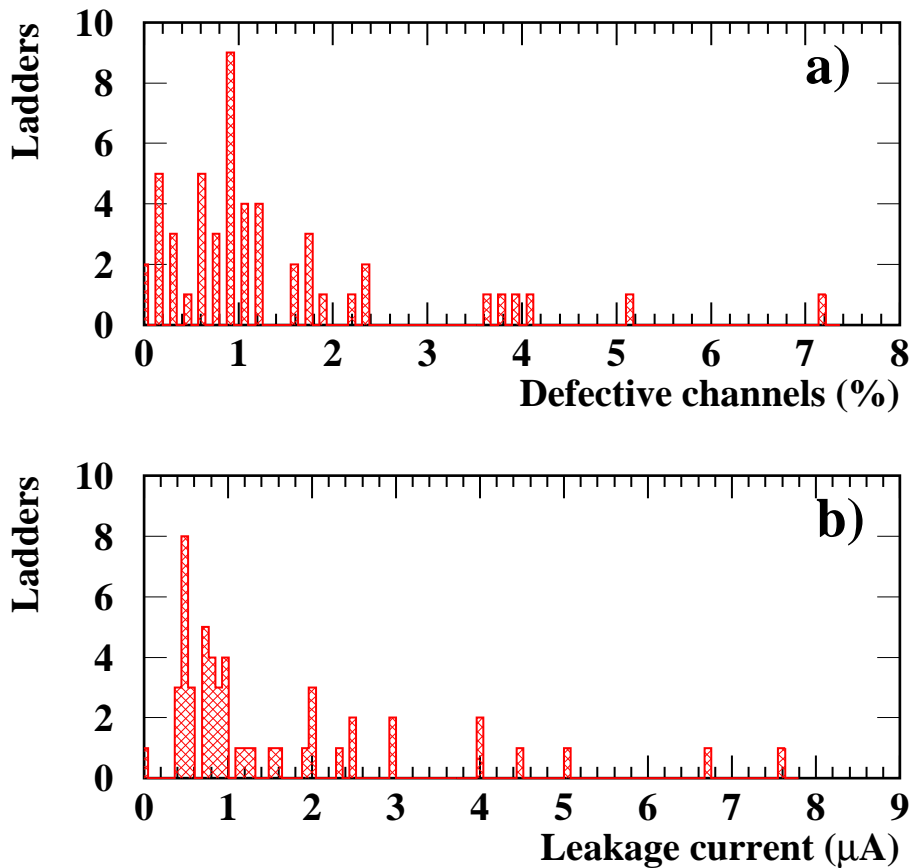 Ladders
10
8
6
4
2
0
a)
0 1 2 3 4 5 6 7 8
Defective channels (%)
Ladders
10
8
6
4
2
0
b)
0 1 2 3 4 5 6 7 8 9
Leakage current (μA)